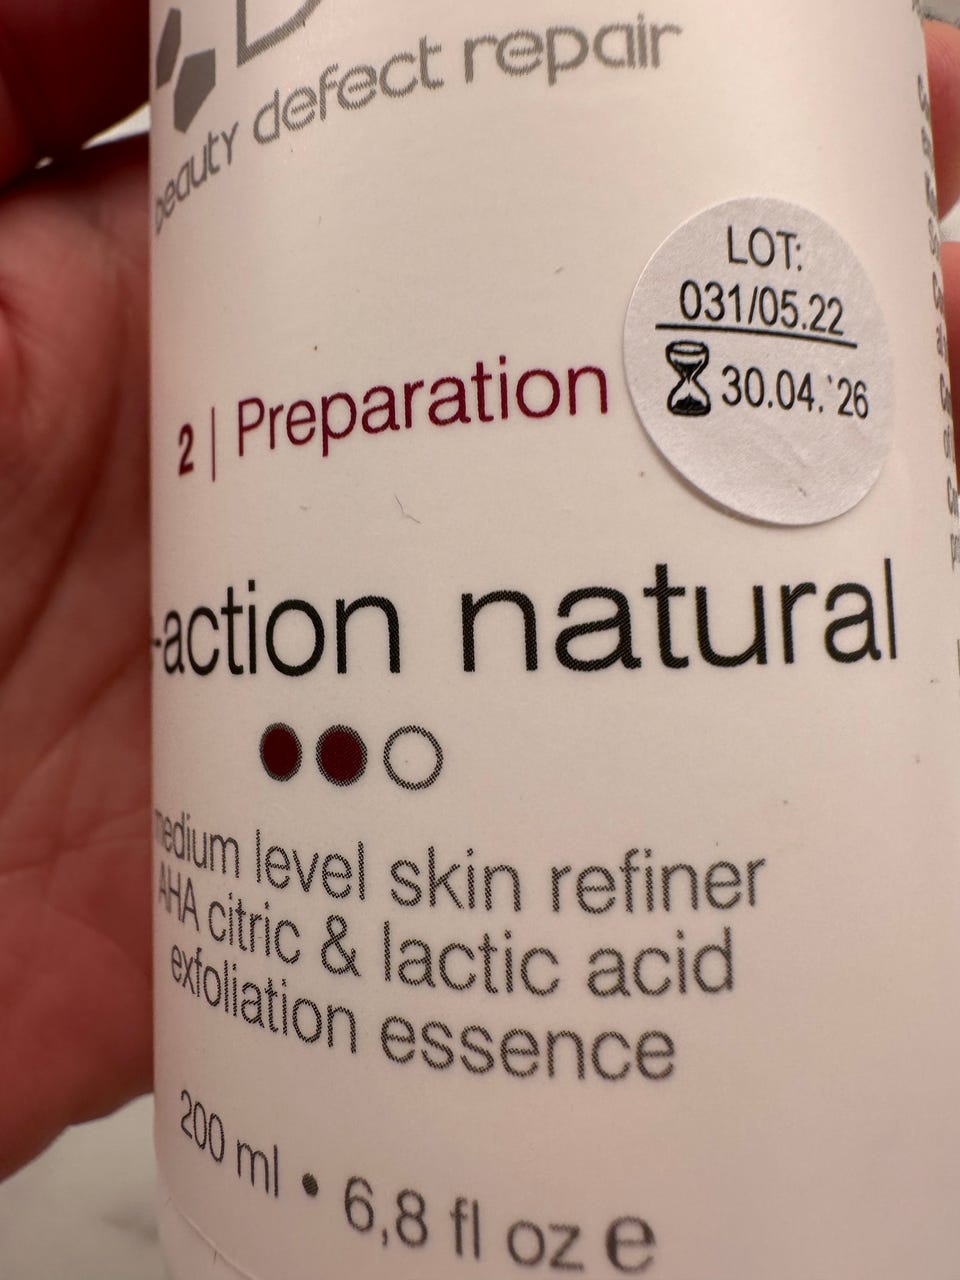 beauty defect repair
LOT:
031/05.22
30.04.'26
2 | Preparation
-action natural
medium level skin refiner
AHA citric & lactic acid
exfoliation essence
200 ml • 6,8 fl oz e